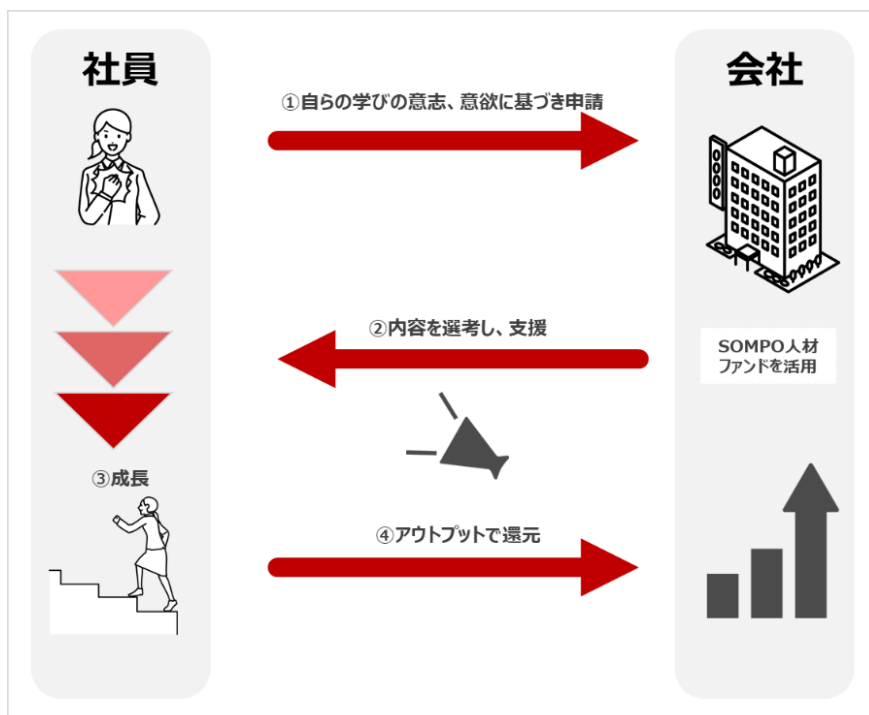 社員
会社
①自らの学びの意志、意欲に基づき申請
②内容を選考し、支援
SOMPO人材
ファンドを活用
③成長
④アウトプットで還元